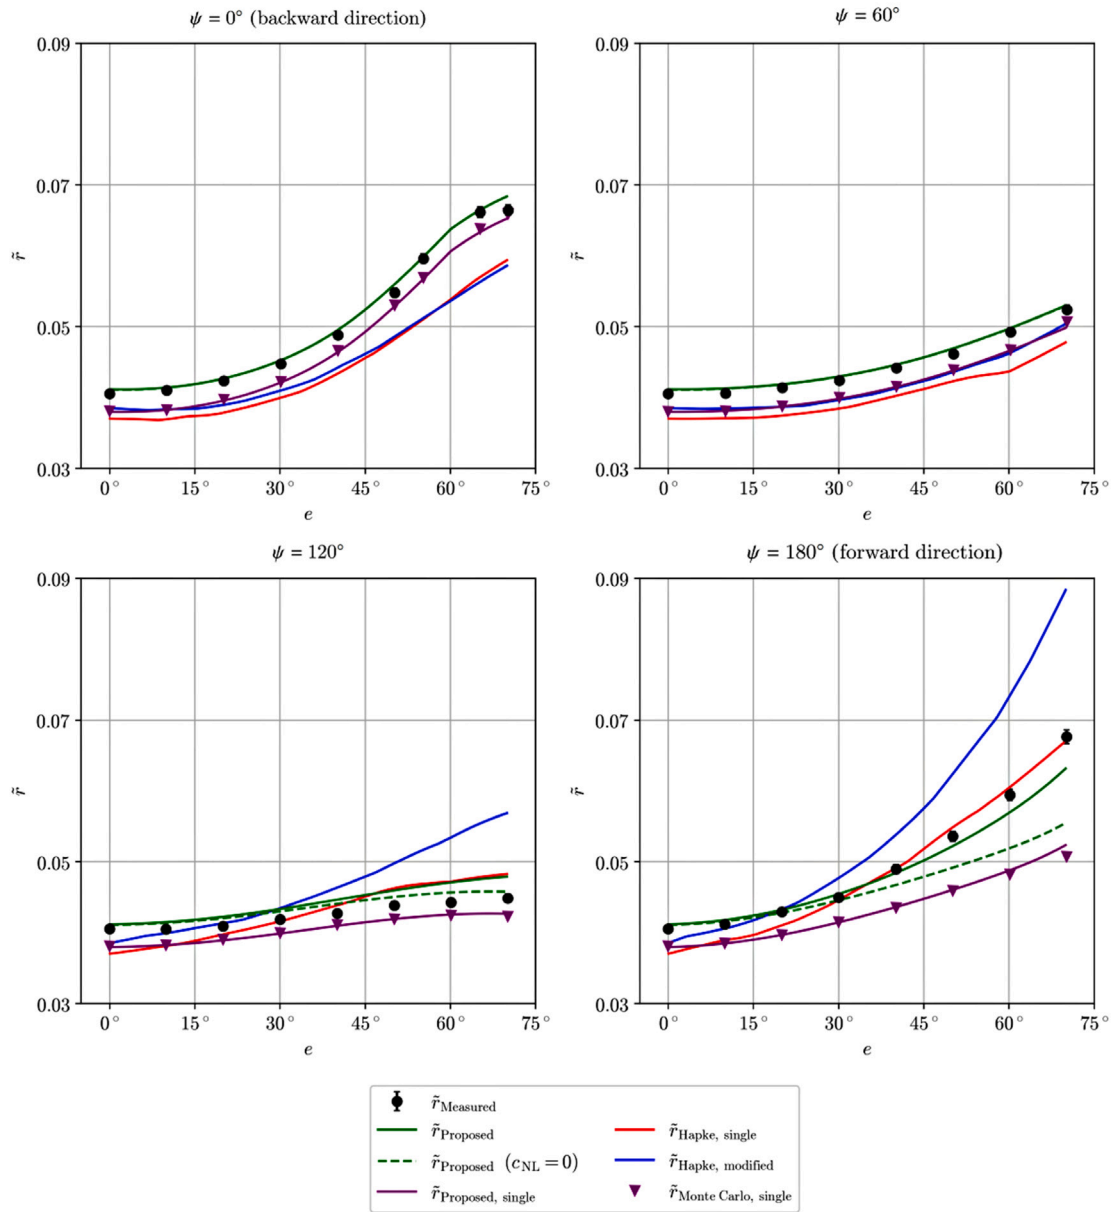 ψ = 0° (backward direction)
ψ = 60°
0.09
0.07
0.05
0.03
r̃
0° 15° 30° 45° 60° 75°
e
0.09
0.07
0.05
0.03
r̃
0° 15° 30° 45° 60° 75°
e
ψ = 120°
ψ = 180° (forward direction)
0.09
0.07
0.05
0.03
r̃
0° 15° 30° 45° 60° 75°
e
0.09
0.07
0.05
0.03
r̃
0° 15° 30° 45° 60° 75°
e
r̃Measured
r̃Proposed
r̃Proposed (cNL = 0)
r̃Proposed, single
r̃Hapke, single
r̃Hapke, modified
r̃Monte Carlo, single